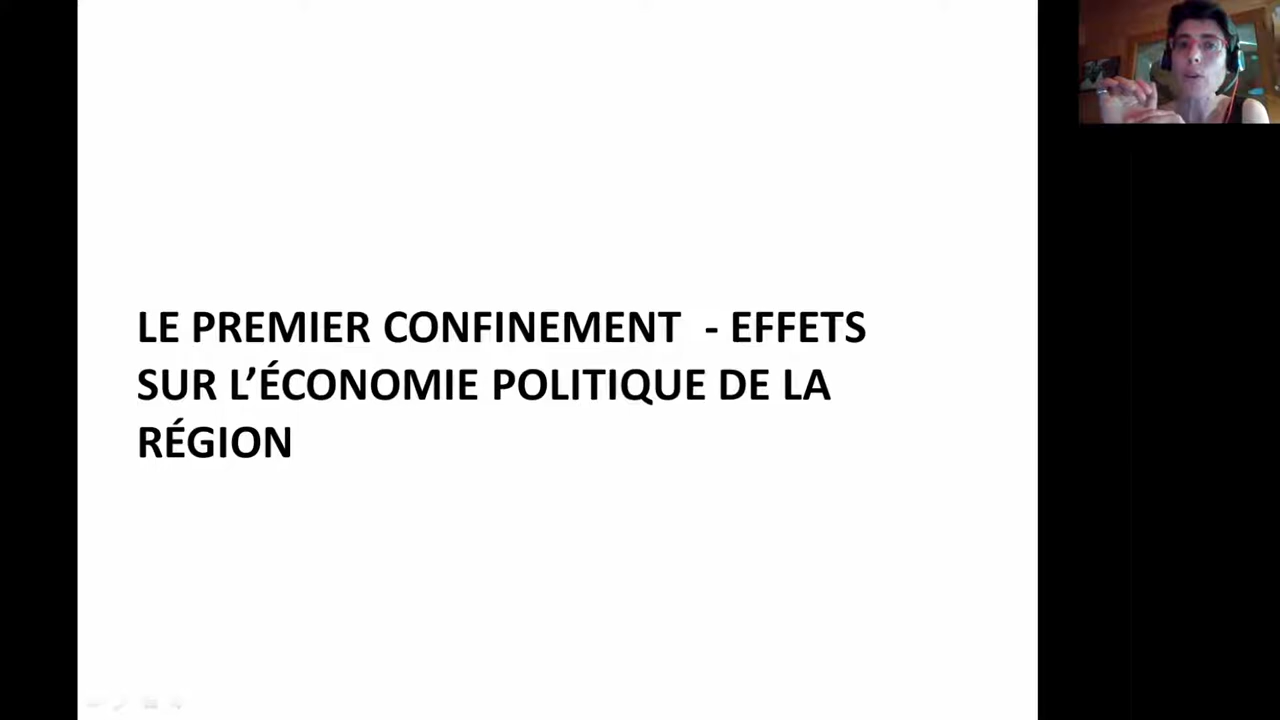 LE PREMIER CONFINEMENT - EFFETS
SUR L’ÉCONOMIE POLITIQUE DE LA
RÉGION